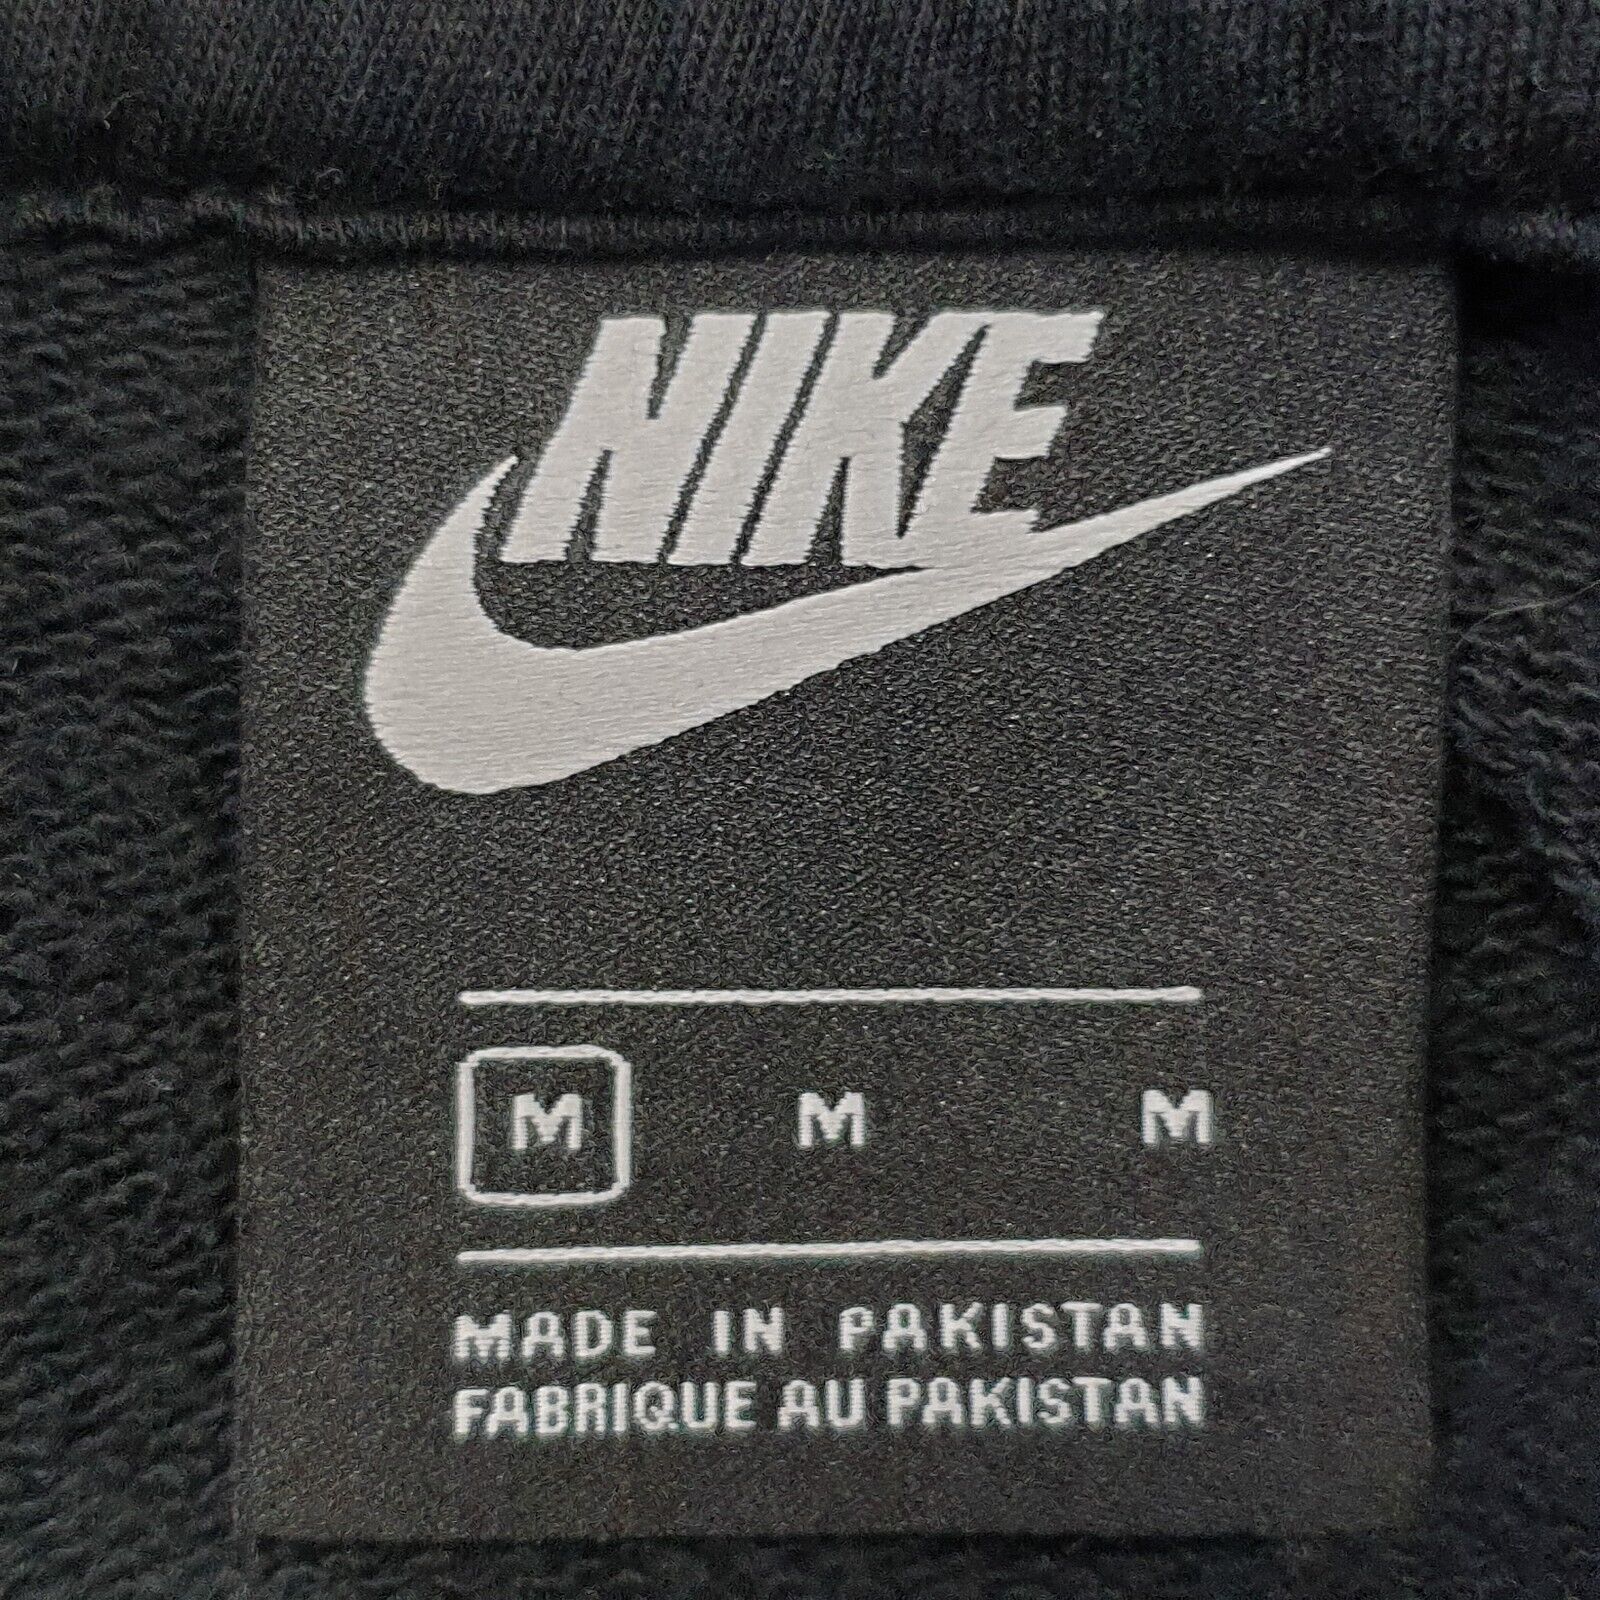 NIKE
M M M
MADE IN PAKISTAN
FABRIQUE AU PAKISTAN